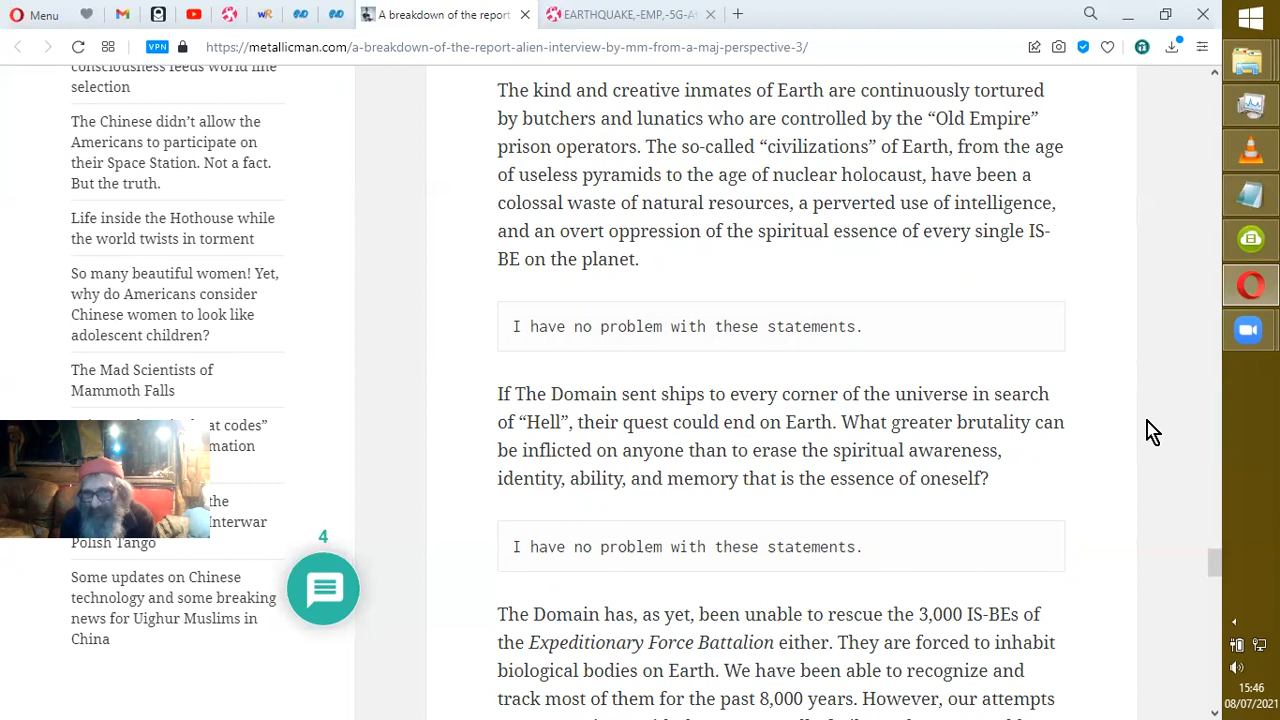 Menu
A breakdown of the report
EARTHQUAKE,-EMP,-5G-A
VPN
https://metallicman.com/a-breakdown-of-the-report-alien-interview-by-mm-from-a-maj-perspective-3/
consciousness feeds world line
selection
The Chinese didn’t allow the
Americans to participate on
their Space Station. Not a fact.
But the truth.
Life inside the Hothouse while
the world twists in torment
So many beautiful women! Yet,
why do Americans consider
Chinese women to look like
adolescent children?
The Mad Scientists of
Mammoth Falls
at codes”
mation
the
Interwar
Polish Tango
Some updates on Chinese
technology and some breaking
news for Uighur Muslims in
China
4
The kind and creative inmates of Earth are continuously tortured
by butchers and lunatics who are controlled by the “Old Empire”
prison operators. The so-called “civilizations” of Earth, from the age
of useless pyramids to the age of nuclear holocaust, have been a
colossal waste of natural resources, a perverted use of intelligence,
and an overt oppression of the spiritual essence of every single IS-
BE on the planet.
I have no problem with these statements.
If The Domain sent ships to every corner of the universe in search
of “Hell”, their quest could end on Earth. What greater brutality can
be inflicted on anyone than to erase the spiritual awareness,
identity, ability, and memory that is the essence of oneself?
I have no problem with these statements.
The Domain has, as yet, been unable to rescue the 3,000 IS-BEs of
the Expeditionary Force Battalion either. They are forced to inhabit
biological bodies on Earth. We have been able to recognize and
track most of them for the past 8,000 years. However, our attempts
15:46
08/07/2021